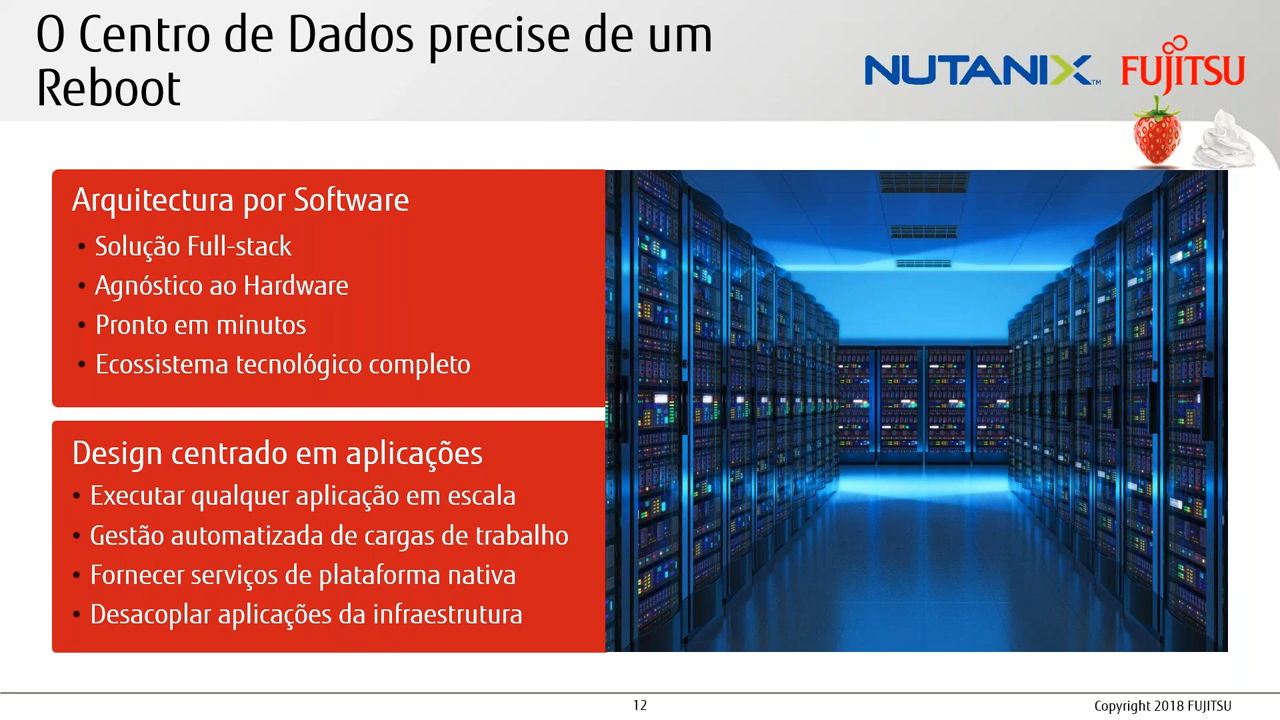 O Centro de Dados precise de um
Reboot
NUTANIX™
FUJITSU
Arquitectura por Software
• Solução Full-stack
• Agnóstico ao Hardware
• Pronto em minutos
• Ecossistema tecnológico completo
Design centrado em aplicações
• Executar qualquer aplicação em escala
• Gestão automatizada de cargas de trabalho
• Fornecer serviços de plataforma nativa
• Desacoplar aplicações da infraestrutura
12
Copyright 2018 FUJITSU